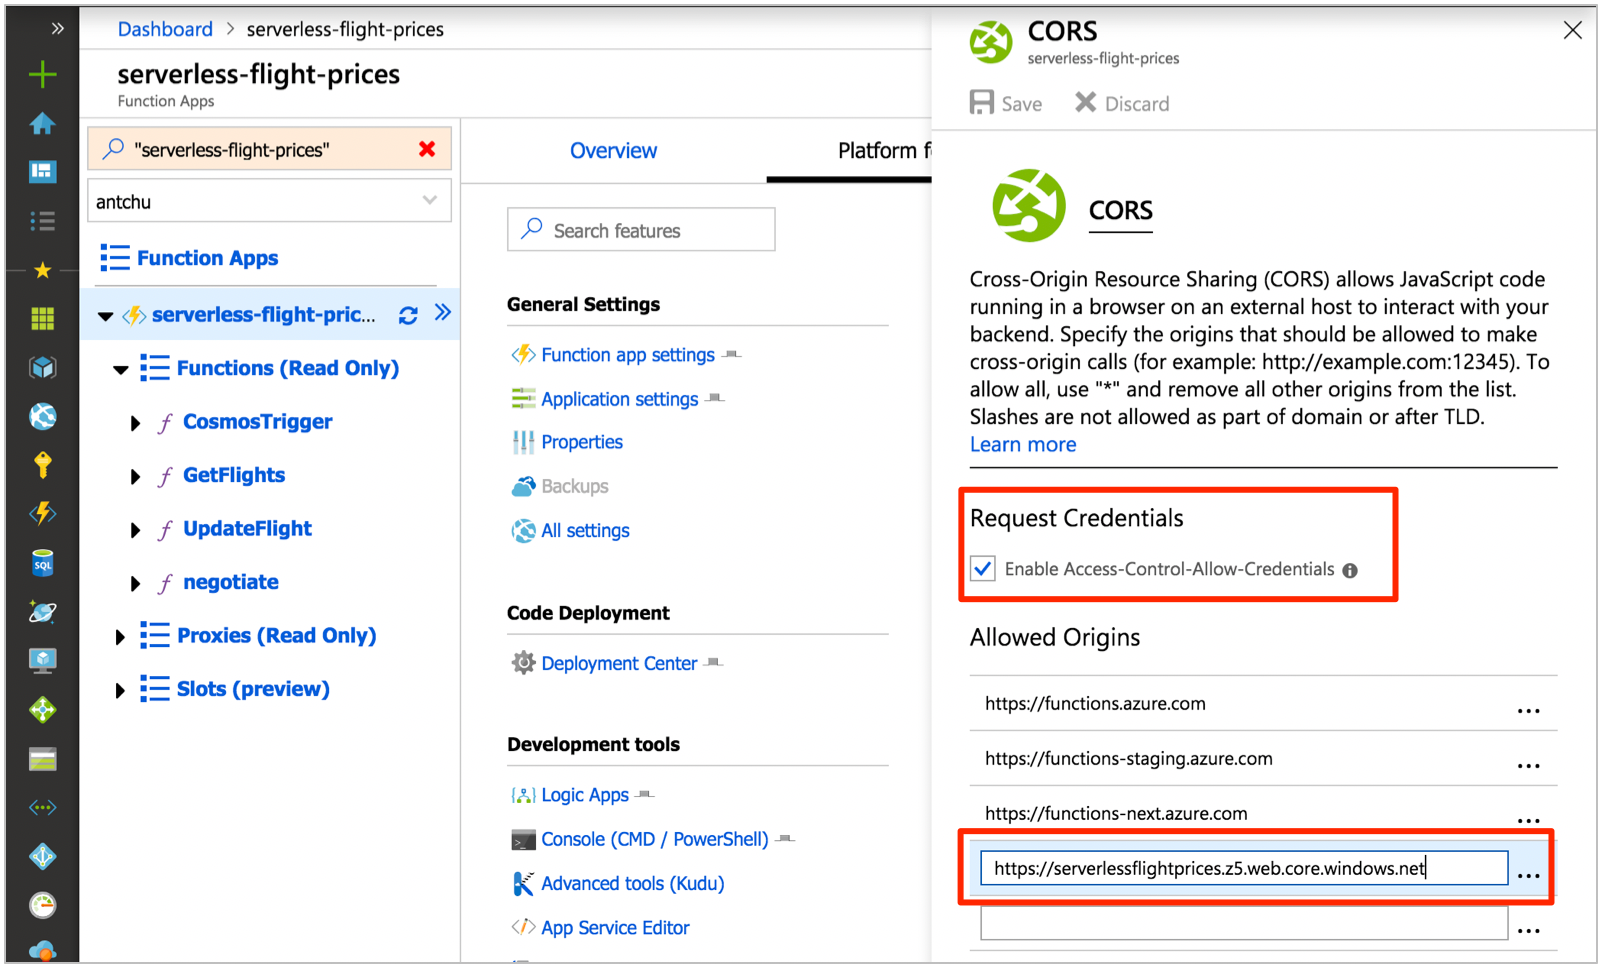 Dashboard > serverless-flight-prices
serverless-flight-prices
Function Apps
"serverless-flight-prices"
antchu
Function Apps
serverless-flight-pric...
Functions (Read Only)
CosmosTrigger
GetFlights
UpdateFlight
negotiate
Proxies (Read Only)
Slots (preview)
SQL
Overview
Platform f
Search features
General Settings
Function app settings
Application settings
Properties
Backups
All settings
Code Deployment
Deployment Center
Development tools
Logic Apps
Console (CMD / PowerShell)
Advanced tools (Kudu)
App Service Editor
CORS
serverless-flight-prices
Save Discard
CORS
Cross-Origin Resource Sharing (CORS) allows JavaScript code
running in a browser on an external host to interact with your
backend. Specify the origins that should be allowed to make
cross-origin calls (for example: http://example.com:12345). To
allow all, use "*" and remove all other origins from the list.
Slashes are not allowed as part of domain or after TLD.
Learn more
Request Credentials
Enable Access-Control-Allow-Credentials
Allowed Origins
https://functions.azure.com
...
https://functions-staging.azure.com
...
https://functions-next.azure.com
...
https://serverlessflightprices.z5.web.core.windows.net
...
...